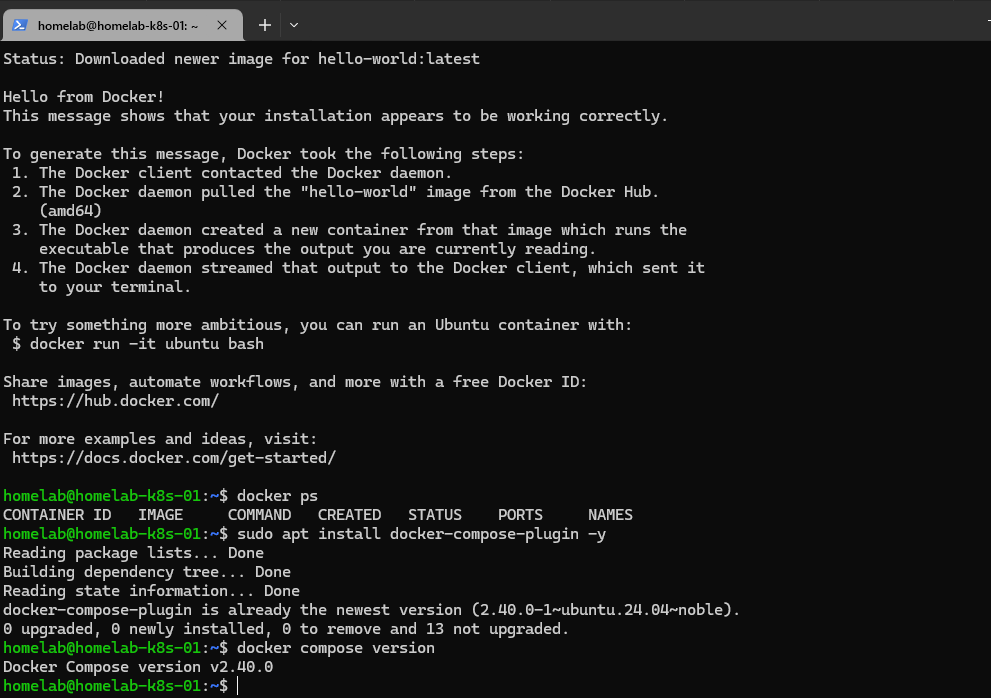 homelab@homelab-k8s-01: ~
Status: Downloaded newer image for hello-world:latest
Hello from Docker!
This message shows that your installation appears to be working correctly.
To generate this message, Docker took the following steps:
 1. The Docker client contacted the Docker daemon.
 2. The Docker daemon pulled the "hello-world" image from the Docker Hub.
    (amd64)
 3. The Docker daemon created a new container from that image which runs the
    executable that produces the output you are currently reading.
 4. The Docker daemon streamed that output to the Docker client, which sent it
    to your terminal.
To try something more ambitious, you can run an Ubuntu container with:
 $ docker run -it ubuntu bash
Share images, automate workflows, and more with a free Docker ID:
 https://hub.docker.com/
For more examples and ideas, visit:
 https://docs.docker.com/get-started/
homelab@homelab-k8s-01:~$ docker ps
CONTAINER ID   IMAGE     COMMAND   CREATED   STATUS    PORTS     NAMES
homelab@homelab-k8s-01:~$ sudo apt install docker-compose-plugin -y
Reading package lists... Done
Building dependency tree... Done
Reading state information... Done
docker-compose-plugin is already the newest version (2.40.0-1~ubuntu.24.04~noble).
0 upgraded, 0 newly installed, 0 to remove and 13 not upgraded.
homelab@homelab-k8s-01:~$ docker compose version
Docker Compose version v2.40.0
homelab@homelab-k8s-01:~$